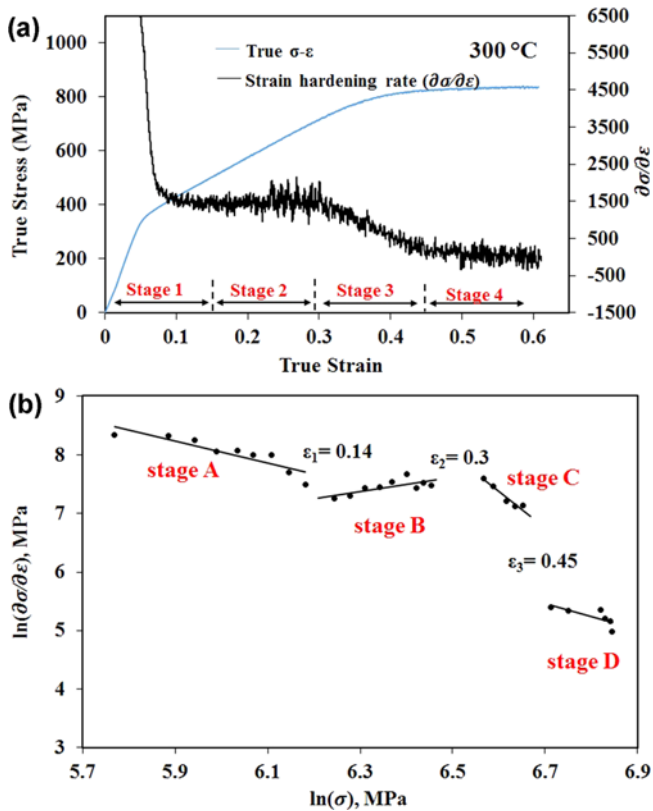 (a)
True σ-ε
300 °C
Strain hardening rate (∂σ/∂ε)
True Stress (MPa)
1000
800
600
400
200
0
6500
5500
4500
3500
2500
1500
500
-500
-1500
∂σ/∂ε
Stage 1
Stage 2
Stage 3
Stage 4
0 0.1 0.2 0.3 0.4 0.5 0.6
True Strain
(b)
ln(∂σ/∂ε), MPa
9
8
7
6
5
4
3
stage A
ε1 = 0.14
stage B
ε2 = 0.3
stage C
ε3 = 0.45
stage D
5.7 5.9 6.1 6.3 6.5 6.7 6.9
ln(σ), MPa